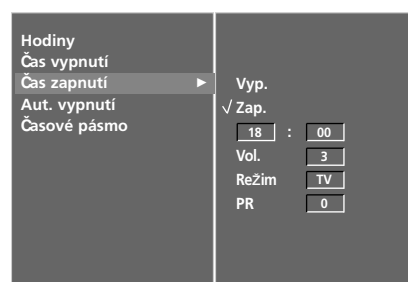 Hodiny
Čas vypnutí
Čas zapnutí ►
Aut. vypnutí
Časové pásmo
Vyp.
√ Zap.
18 : 00
Vol. 3
Režim TV
PR 0